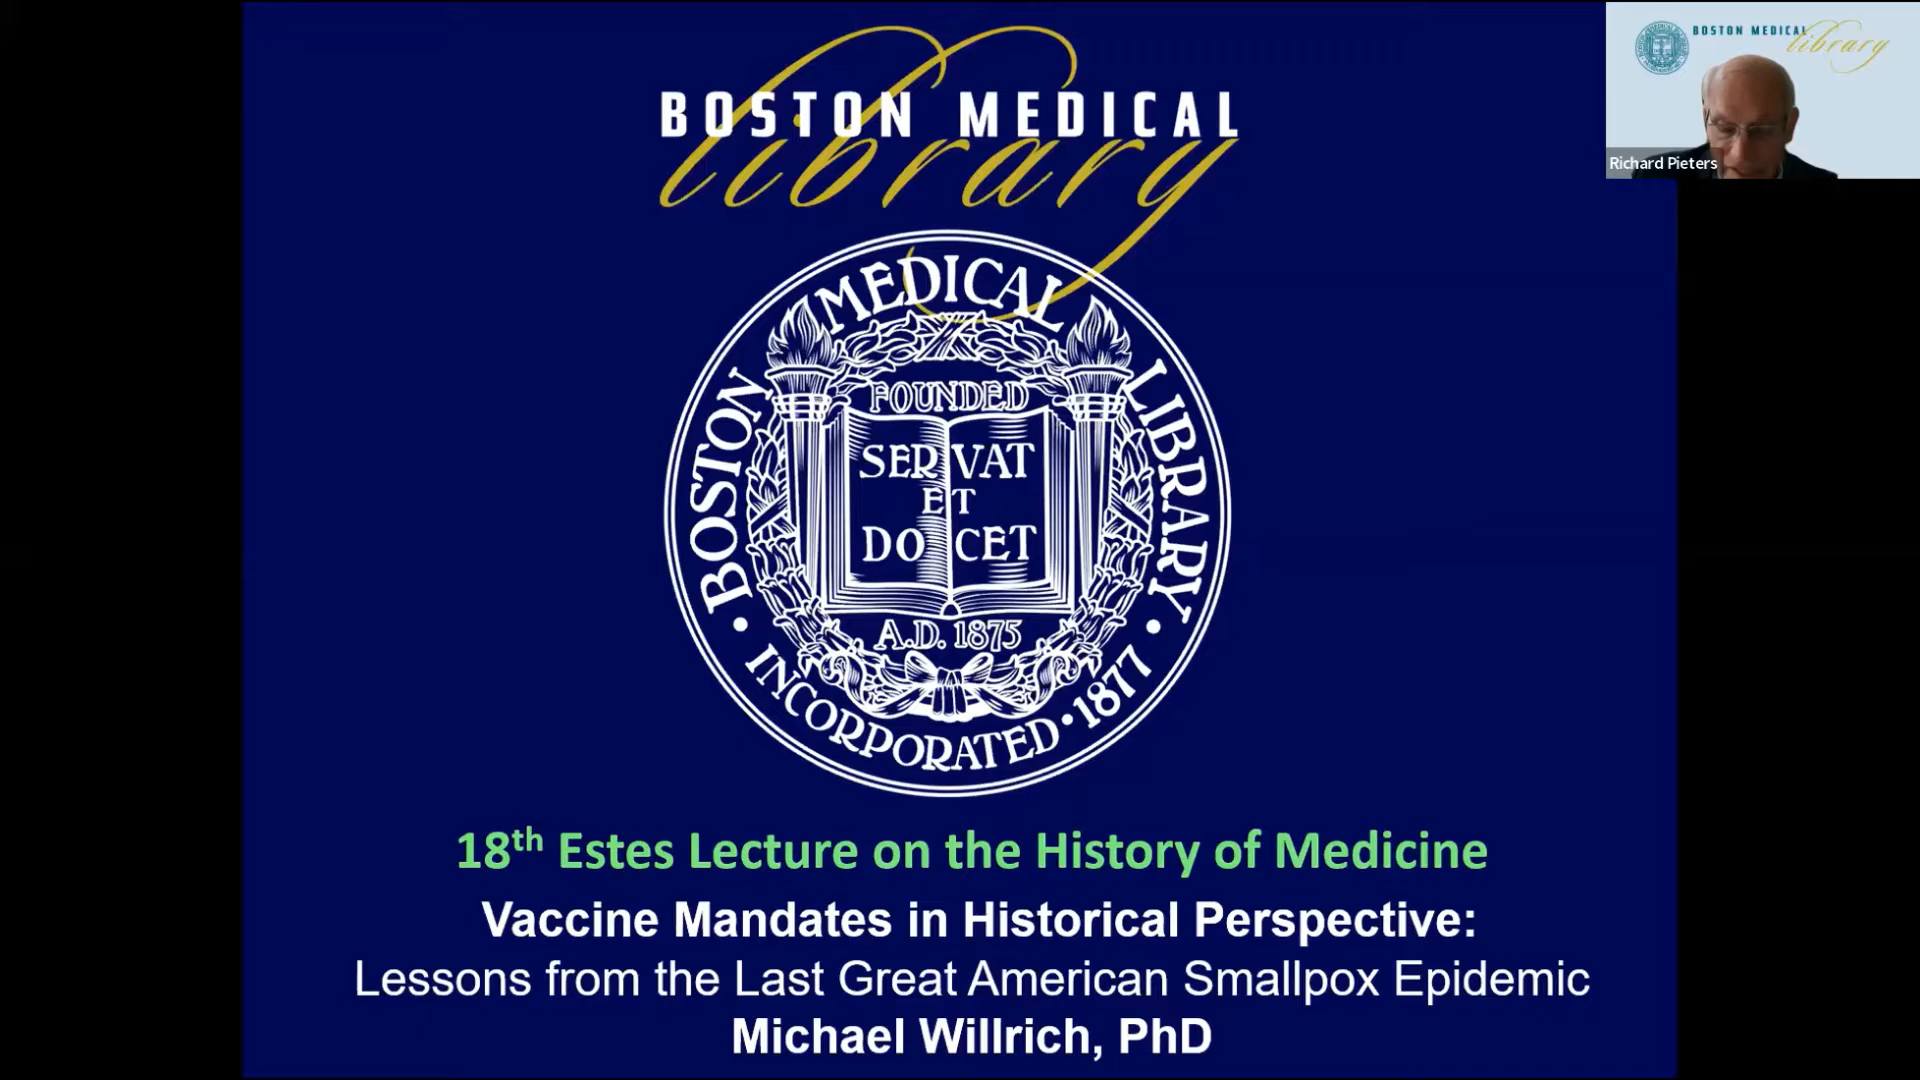 BOSTON MEDICAL
library
BOSTON MEDICAL LIBRARY
FOUNDED
SERVAT
ET
DOCET
A.D. 1875
INCORPORATED • 1877
18th Estes Lecture on the History of Medicine
Vaccine Mandates in Historical Perspective:
Lessons from the Last Great American Smallpox Epidemic
Michael Willrich, PhD
BOSTON MEDICAL
library
Richard Pieters